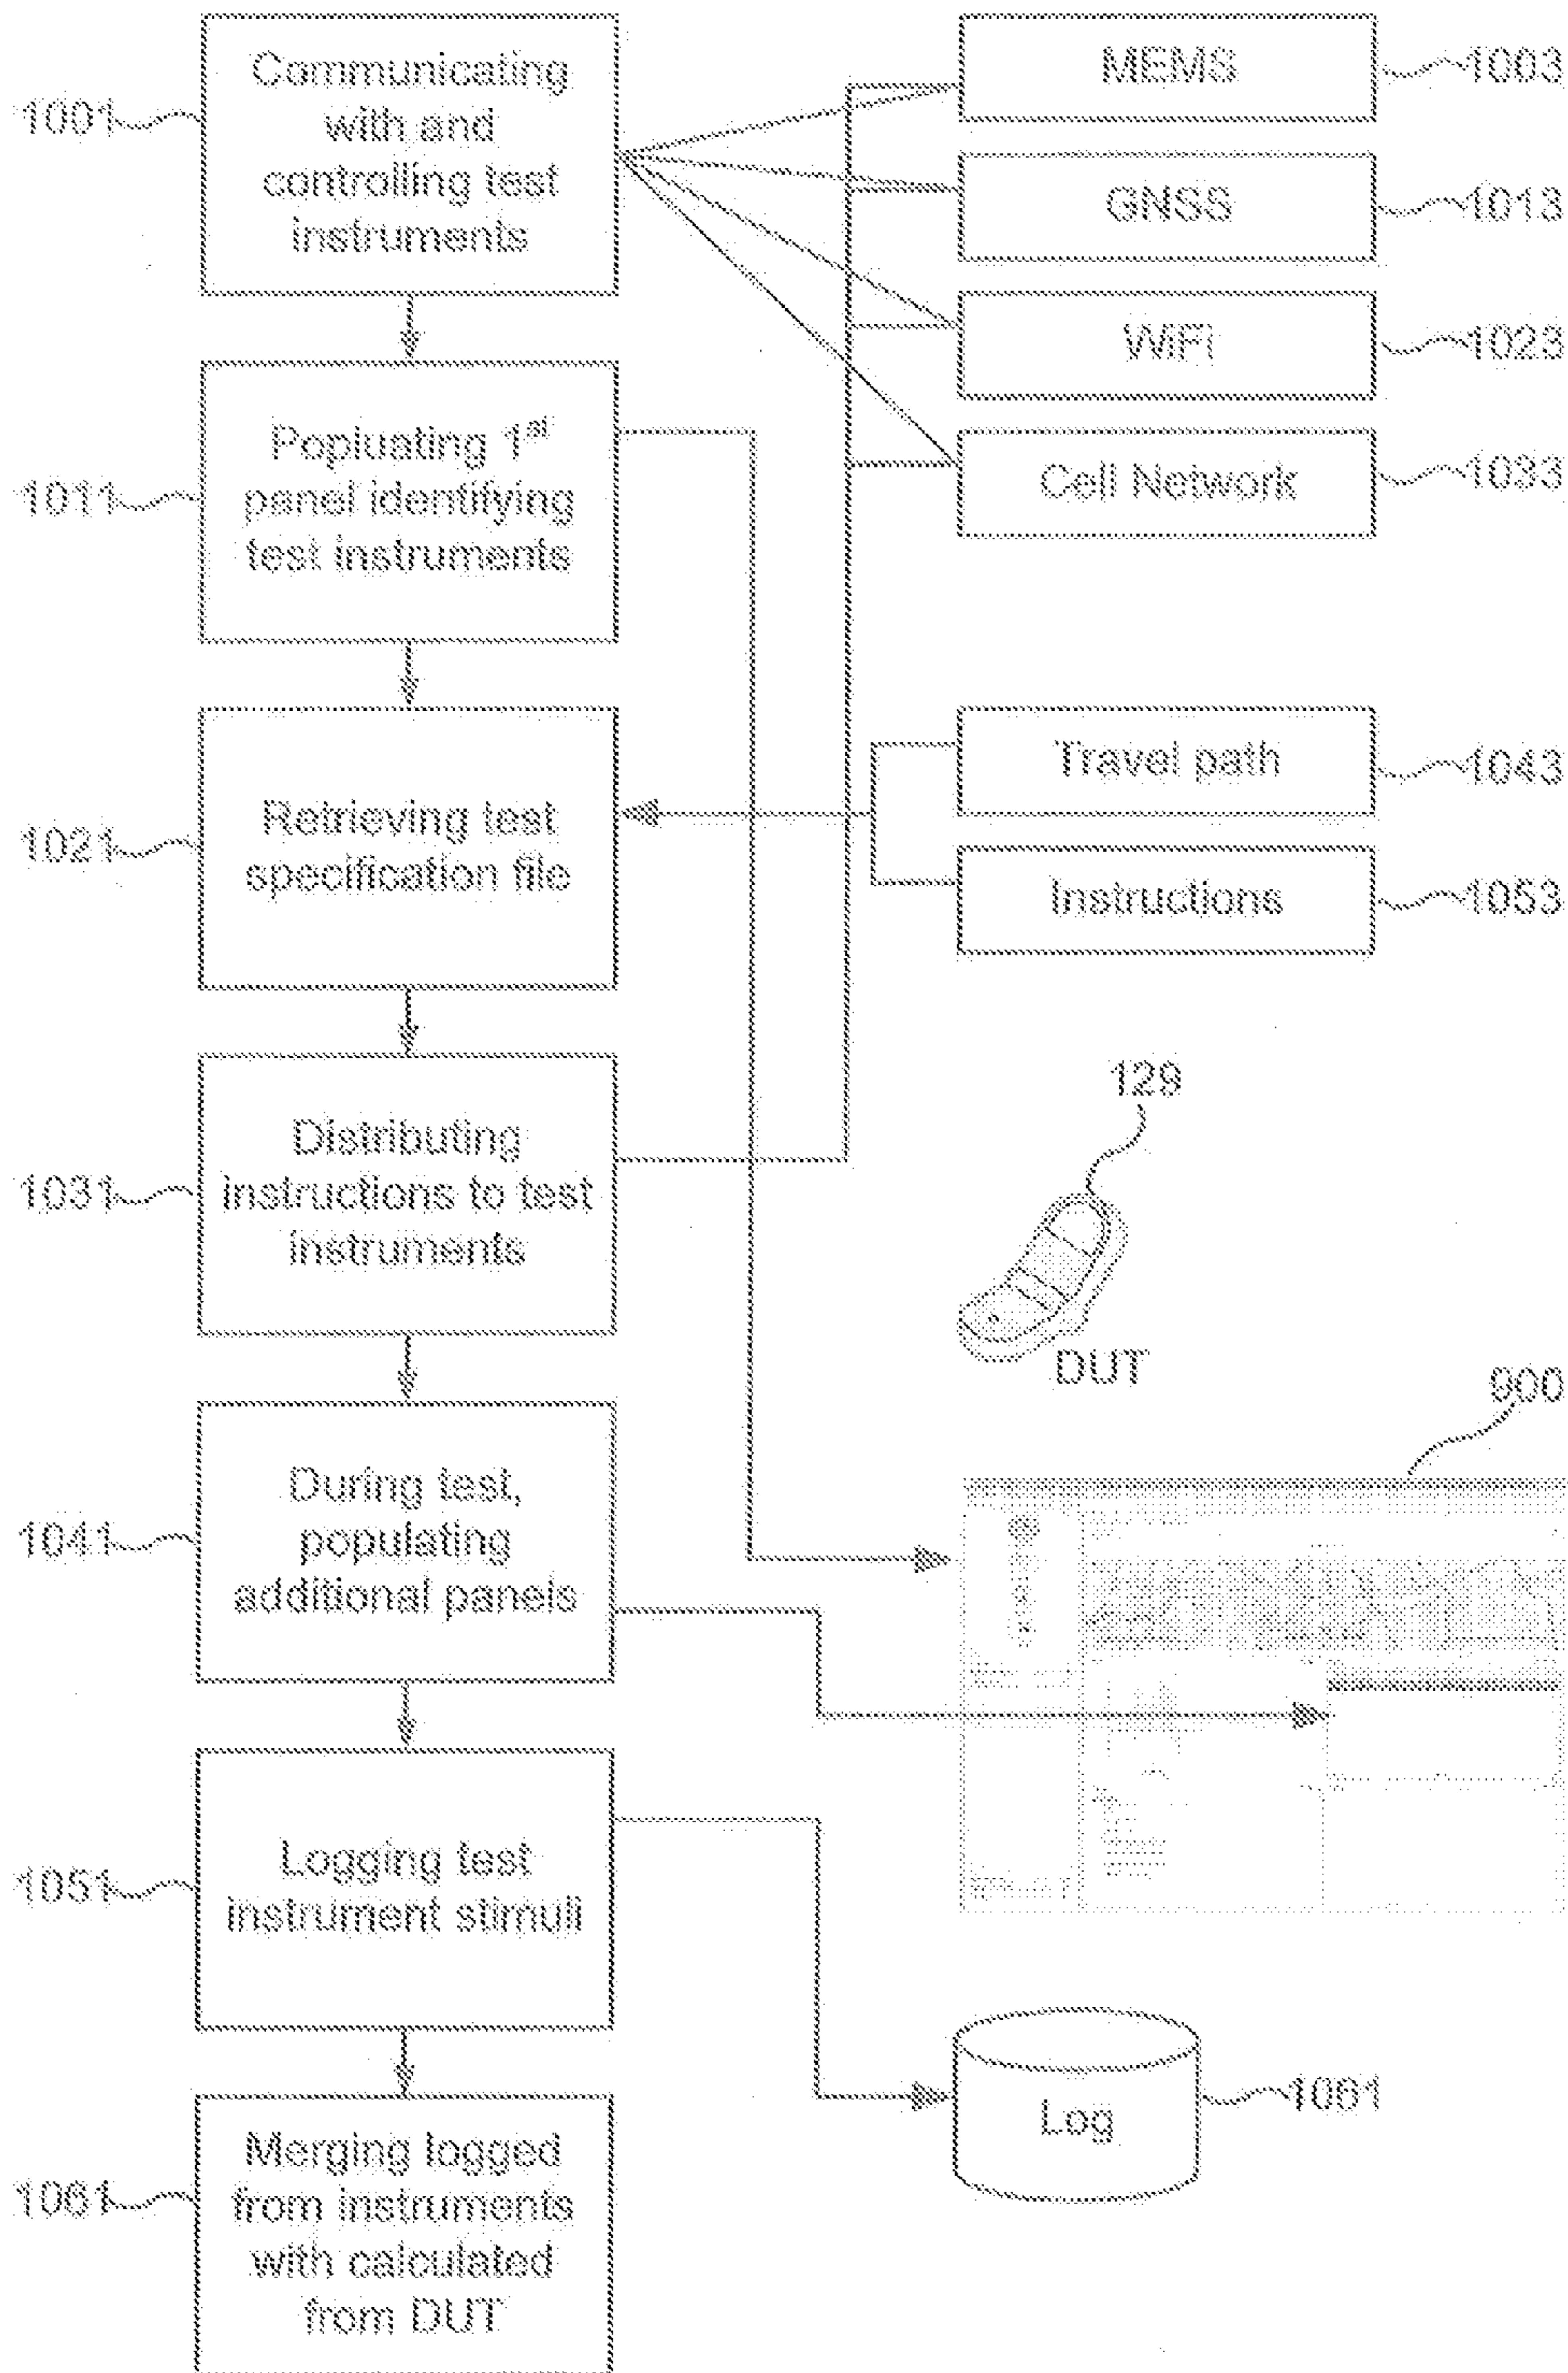 1001
Communicating
with and
controlling test
instruments
MEMS
1003
GNSS
1013
WiFi
1023
Cell Network
1033
1011
Popluating 1st
panel identifying
test instruments
1021
Retrieving test
specification file
Travel path
1043
Instructions
1053
1031
Distributing
instructions to test
instruments
129
DUT
900
1041
During test,
populating
additional panels
1051
Logging test
instrument stimuli
Log
1061
1061
Merging logged
from instruments
with calculated
from DUT